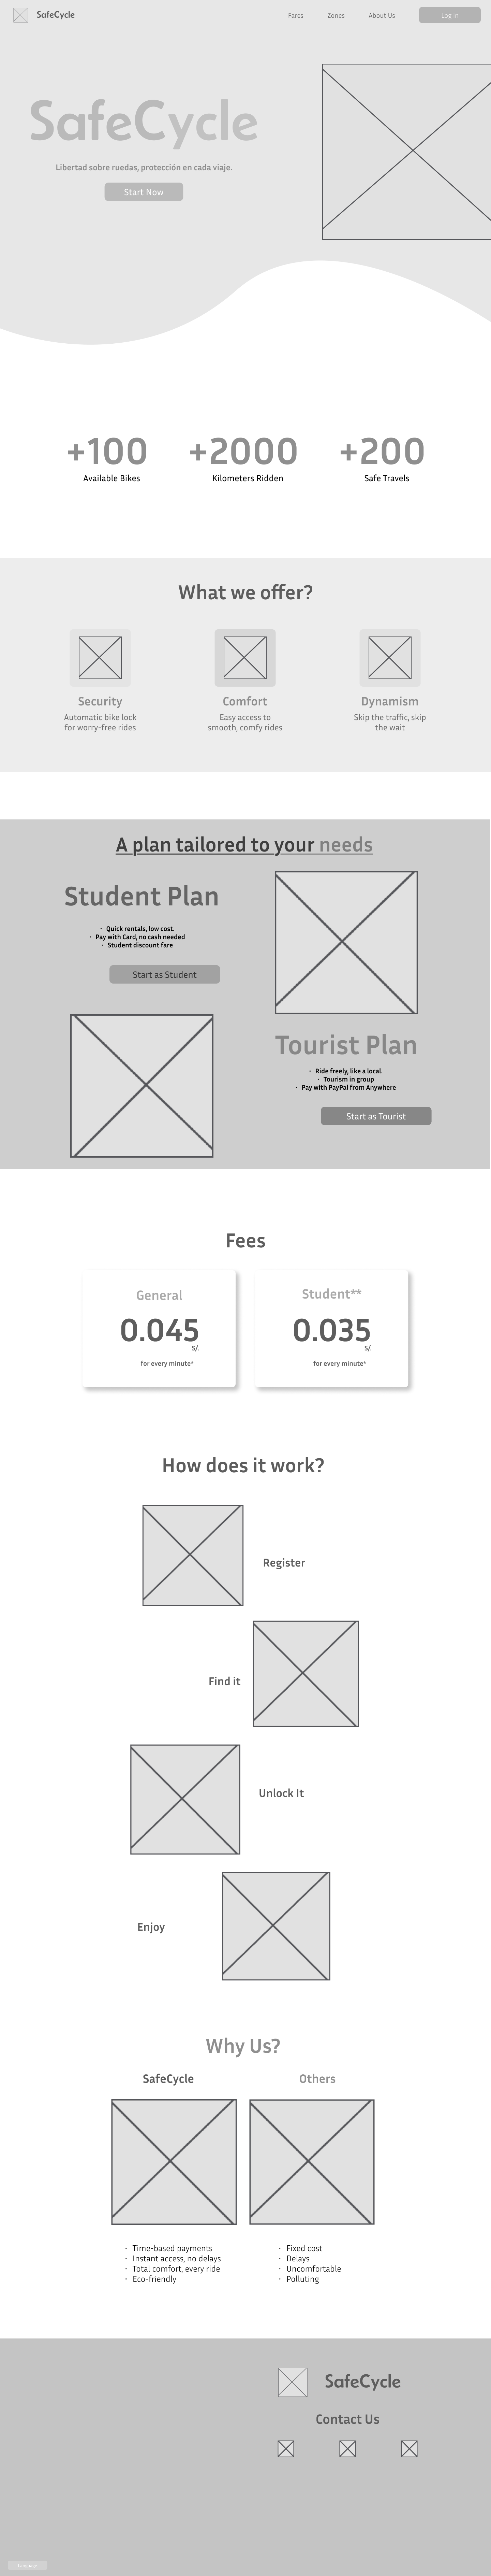 SafeCycle
Fares
Zones
About Us
Log in
SafeCycle
Libertad sobre ruedas, protección en cada viaje.
Start Now
+100
Available Bikes
+2000
Kilometers Ridden
+200
Safe Travels
What we offer?
Security
Automatic bike lock
for worry-free rides
Comfort
Easy access to
smooth, comfy rides
Dynamism
Skip the traffic, skip
the wait
A plan tailored to your needs
Student Plan
· Quick rentals, low cost.
· Pay with Card, no cash needed
· Student discount fare
Start as Student
Tourist Plan
· Ride freely, like a local.
· Tourism in group
· Pay with PayPal from Anywhere
Start as Tourist
Fees
General
0.045
S/.
for every minute*
Student**
0.035
S/.
for every minute*
How does it work?
Register
Find it
Unlock It
Enjoy
Why Us?
SafeCycle
· Time-based payments
· Instant access, no delays
· Total comfort, every ride
· Eco-friendly
Others
· Fixed cost
· Delays
· Uncomfortable
· Polluting
SafeCycle
Contact Us
Language